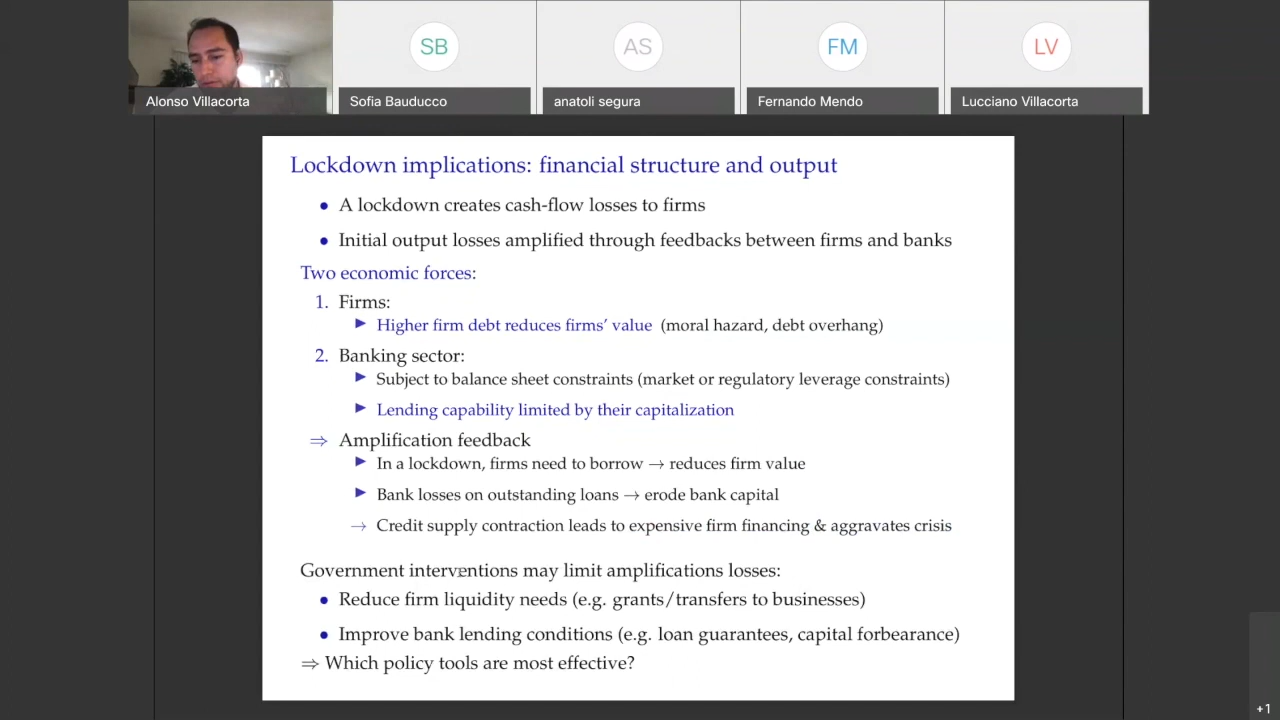 SB
AS
FM
LV
Alonso Villacorta
Sofia Bauducco
anatoli segura
Fernando Mendo
Lucciano Villacorta
Lockdown implications: financial structure and output
• A lockdown creates cash-flow losses to firms
• Initial output losses amplified through feedbacks between firms and banks
Two economic forces:
1. Firms:
▶ Higher firm debt reduces firms' value (moral hazard, debt overhang)
2. Banking sector:
▶ Subject to balance sheet constraints (market or regulatory leverage constraints)
▶ Lending capability limited by their capitalization
⇒ Amplification feedback
▶ In a lockdown, firms need to borrow → reduces firm value
▶ Bank losses on outstanding loans → erode bank capital
→ Credit supply contraction leads to expensive firm financing & aggravates crisis
Government interventions may limit amplifications losses:
• Reduce firm liquidity needs (e.g. grants/transfers to businesses)
• Improve bank lending conditions (e.g. loan guarantees, capital forbearance)
⇒ Which policy tools are most effective?
+1